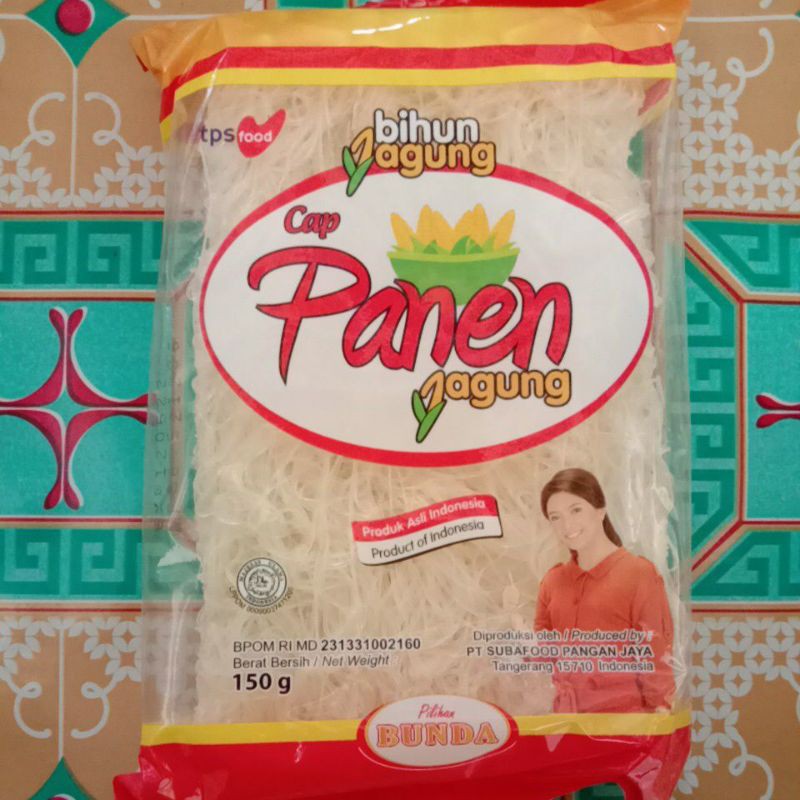 tps food
bihun
Jagung
Cap
Panen
Jagung
Produk Asli Indonesia
Product of Indonesia
BPOM RI MD 231331002160
Berat Bersih / Net Weight
150 g
Diproduksi oleh / Produced by
PT SUBAFOOD PANGAN JAYA
Tangerang 15710 Indonesia
Pilihan
BUNDA